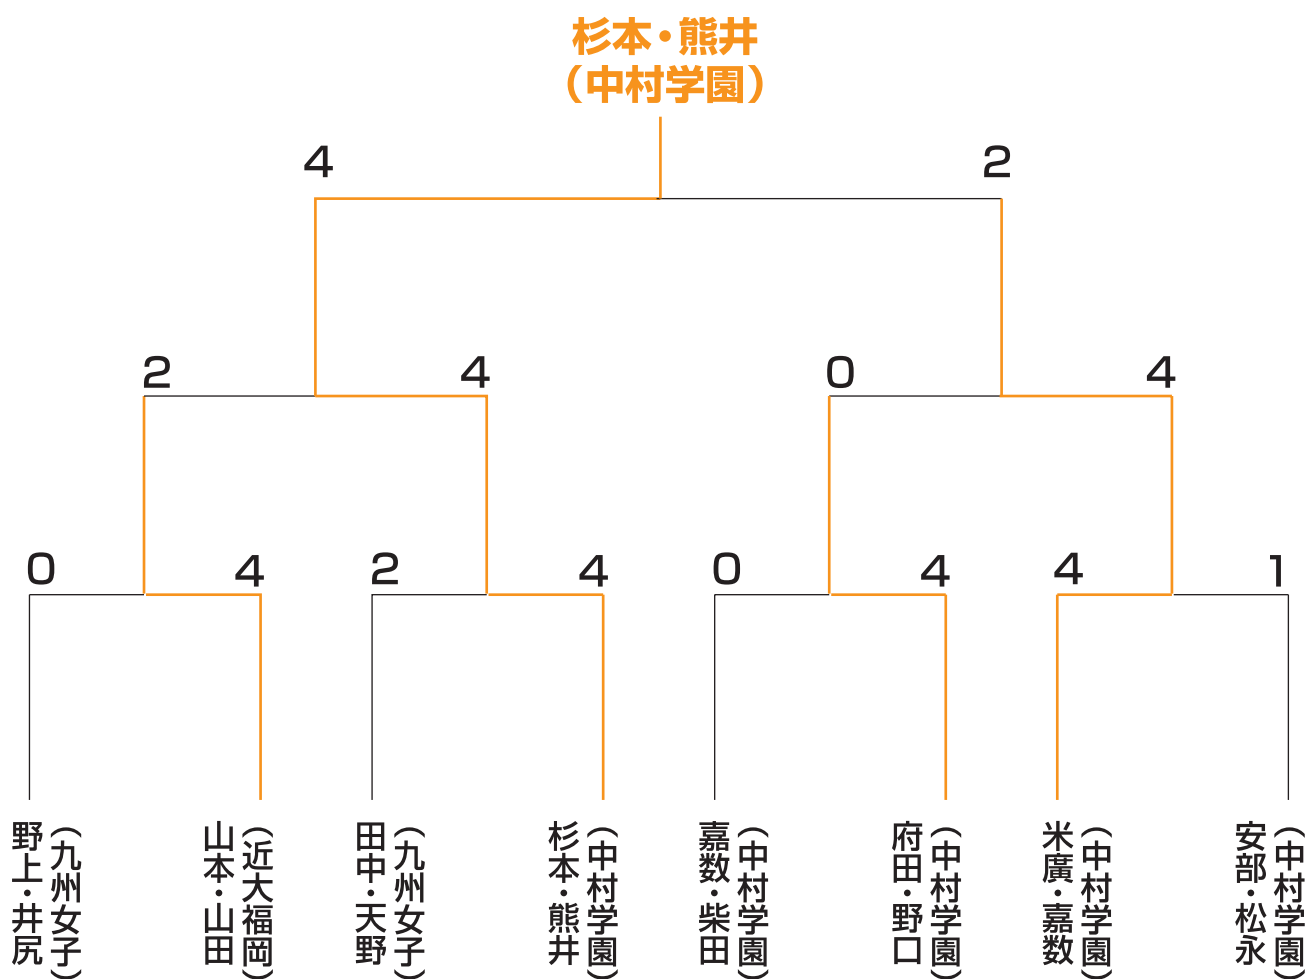 杉本・熊井
（中村学園）
4
2
2
4
0
4
0
4
2
4
0
4
4
1
野上・井尻
（九州女子）
山本・山田
（近大福岡）
田中・天野
（九州女子）
杉本・熊井
（中村学園）
嘉数・柴田
（中村学園）
府田・野口
（中村学園）
米廣・嘉数
（中村学園）
安部・松永
（中村学園）